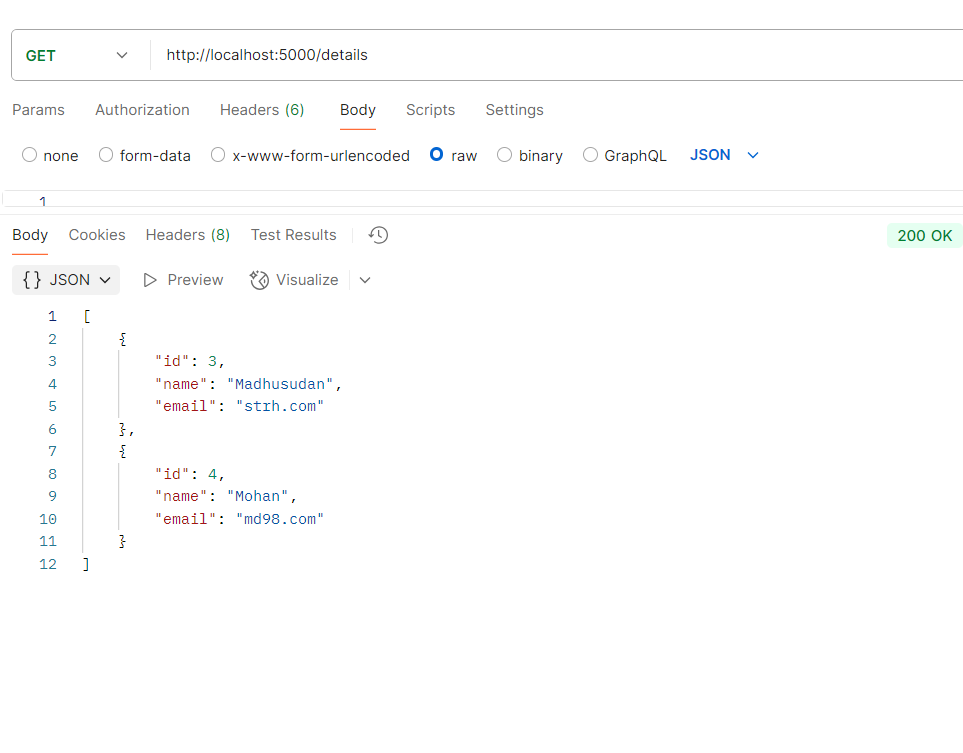 GET http://localhost:5000/details
Params Authorization Headers (6) Body Scripts Settings
none form-data x-www-form-urlencoded raw binary GraphQL JSON
1
Body Cookies Headers (8) Test Results 200 OK
{} JSON Preview Visualize
1 [
2 {
3 "id": 3,
4 "name": "Madhusudan",
5 "email": "strh.com"
6 },
7 {
8 "id": 4,
9 "name": "Mohan",
10 "email": "md98.com"
11 }
12 ]